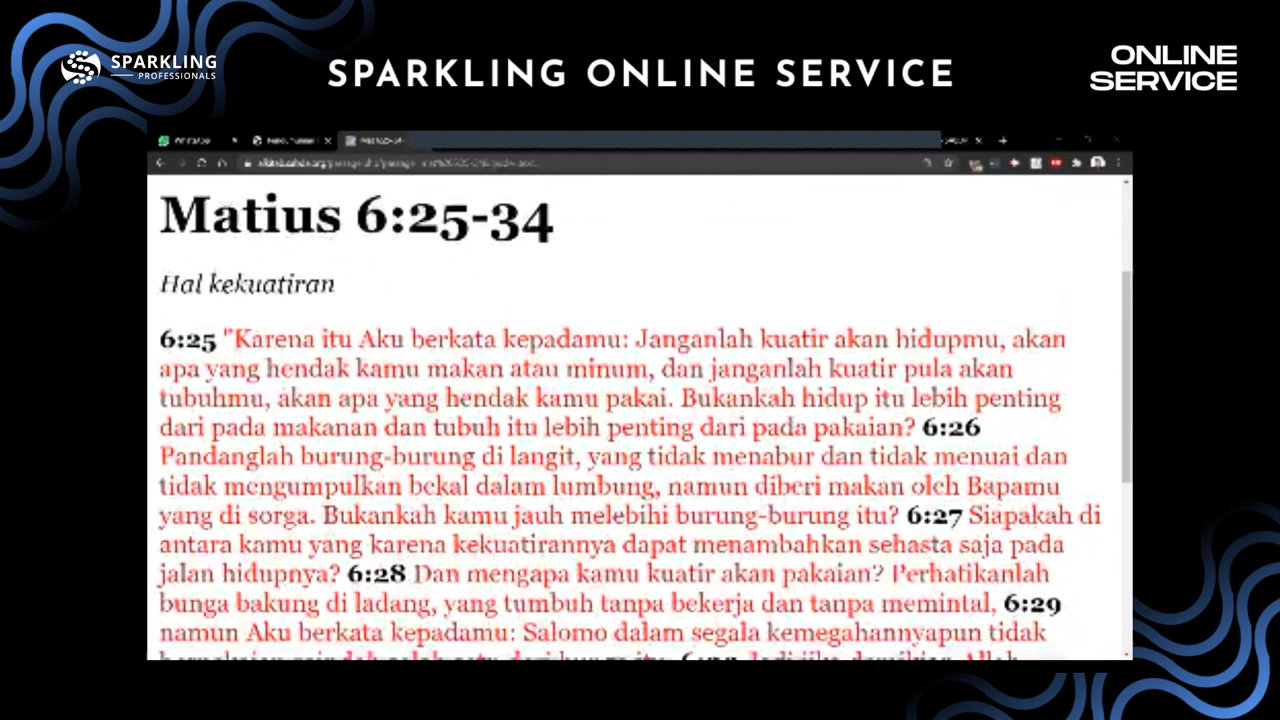 SPARKLING
PROFESSIONALS
SPARKLING ONLINE SERVICE
ONLINE
SERVICE
WhatsApp
Matius 6:25-34
Hal kekuatiran
6:25 "Karena itu Aku berkata kepadamu: Janganlah kuatir akan hidupmu, akan
apa yang hendak kamu makan atau minum, dan janganlah kuatir pula akan
tubuhmu, akan apa yang hendak kamu pakai. Bukankah hidup itu lebih penting
dari pada makanan dan tubuh itu lebih penting dari pada pakaian? 6:26
Pandanglah burung-burung di langit, yang tidak menabur dan tidak menuai dan
tidak mengumpulkan bekal dalam lumbung, namun diberi makan oleh Bapamu
yang di sorga. Bukankah kamu jauh melebihi burung-burung itu? 6:27 Siapakah di
antara kamu yang karena kekuatirannya dapat menambahkan sehasta saja pada
jalan hidupnya? 6:28 Dan mengapa kamu kuatir akan pakaian? Perhatikanlah
bunga bakung di ladang, yang tumbuh tanpa bekerja dan tanpa memintal, 6:29
namun Aku berkata kepadamu: Salomo dalam segala kemegahannyapun tidak